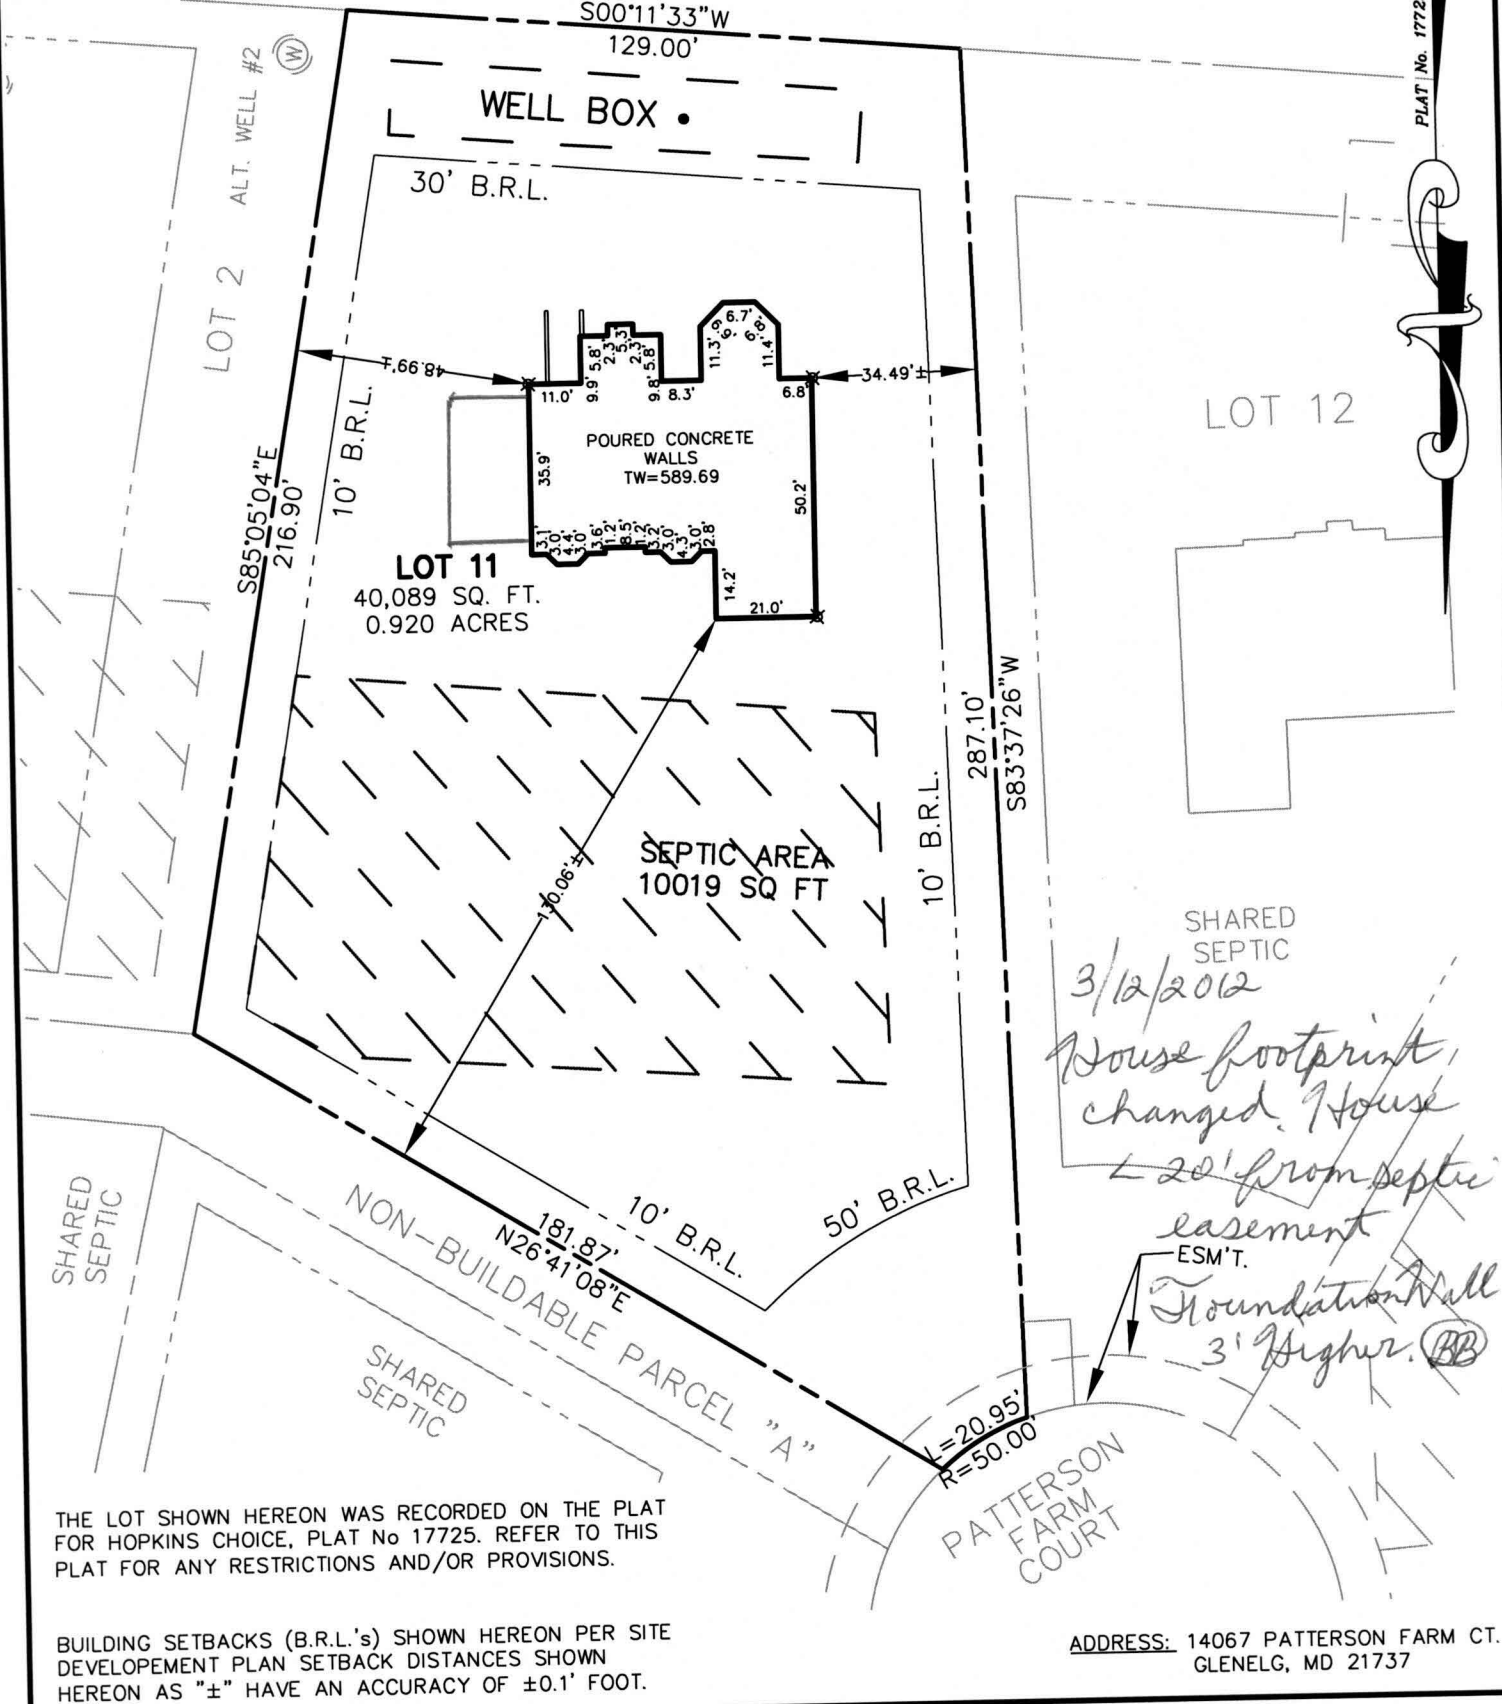 S00°11'33"W
129.00'
PLAT No. 1772
WELL BOX
30' B.R.L.
ALT. WELL #2
W
LOT 2
48.99'±
34.49'±
6.7'
6.8'
11.3'
11.4'
5.8'
2.3'
5.3'
2.3'
5.8'
11.0'
9.9'
9.8'
8.3'
6.8'
10' B.R.L.
POURED CONCRETE
WALLS
TW=589.69
35.9'
50.2'
LOT 12
S85°05'04"E
216.90'
3.1'
3.0'
4.4'
3.0'
3.6'
1.2'
8.5'
1.2'
3.2'
3.0'
4.3'
3.0'
2.8'
LOT 11
40,089 SQ. FT.
0.920 ACRES
14.2'
21.0'
287.10'
S83°37'26"W
10' B.R.L.
SEPTIC AREA
10019 SQ FT
130.06'±
SHARED
SEPTIC
3/12/2012
House footprint
changed. House
< 20' from septic
easement
ESM'T.
Foundation Wall
3' Higher. BB
10' B.R.L.
50' B.R.L.
181.87'
N26°41'08"E
NON-BUILDABLE PARCEL "A"
SHARED
SEPTIC
SHARED
SEPTIC
L=20.95'
R=50.00'
PATTERSON
FARM
COURT
THE LOT SHOWN HEREON WAS RECORDED ON THE PLAT
FOR HOPKINS CHOICE, PLAT No 17725. REFER TO THIS
PLAT FOR ANY RESTRICTIONS AND/OR PROVISIONS.
BUILDING SETBACKS (B.R.L.'s) SHOWN HEREON PER SITE
DEVELOPEMENT PLAN SETBACK DISTANCES SHOWN
HEREON AS "±" HAVE AN ACCURACY OF ±0.1' FOOT.
ADDRESS: 14067 PATTERSON FARM CT.
GLENELG, MD 21737